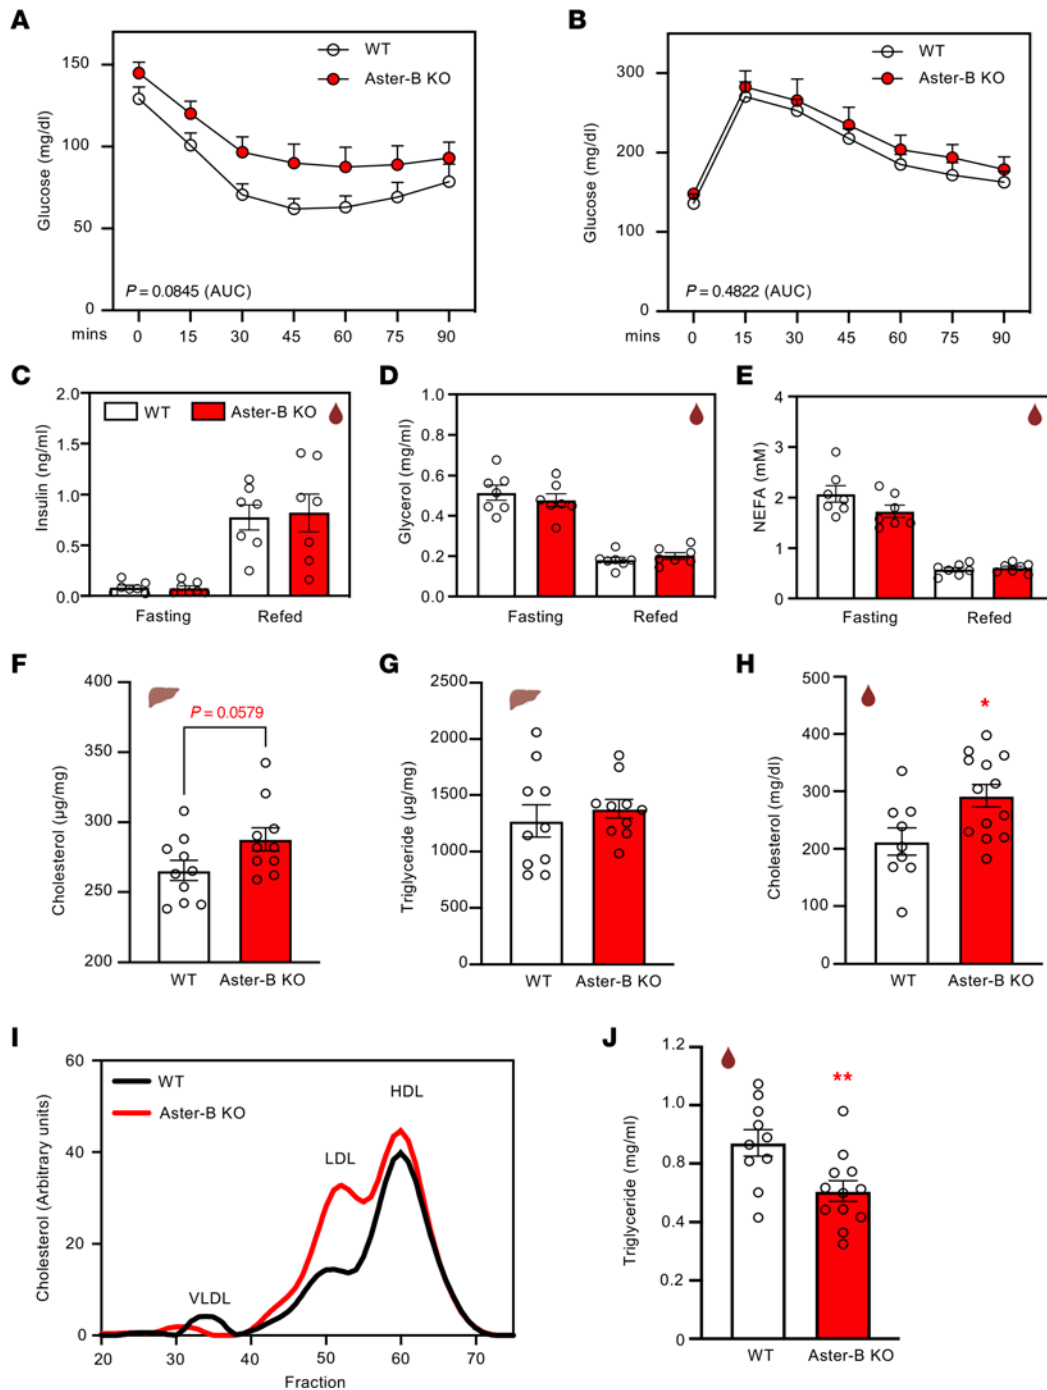 A
150
100
50
0
Glucose (mg/dl)
WT
Aster-B KO
P = 0.0845 (AUC)
mins
0 15 30 45 60 75 90
B
300
200
100
0
Glucose (mg/dl)
WT
Aster-B KO
P = 0.4822 (AUC)
mins
0 15 30 45 60 75 90
C
2.0
1.5
1.0
0.5
0.0
Insulin (ng/ml)
WT Aster-B KO
Fasting Refed
D
1.0
0.8
0.6
0.4
0.2
0.0
Glycerol (mg/ml)
Fasting Refed
E
4
3
2
1
0
NEFA (mM)
Fasting Refed
F
400
350
300
250
200
Cholesterol (µg/mg)
P = 0.0579
WT Aster-B KO
G
2500
2000
1500
1000
500
0
Triglyceride (µg/mg)
WT Aster-B KO
H
500
400
300
200
100
0
Cholesterol (mg/dl)
*
WT Aster-B KO
I
60
40
20
0
Cholesterol (Arbitrary units)
WT
Aster-B KO
HDL
LDL
VLDL
20 30 40 50 60 70
Fraction
J
1.2
1.0
0.8
0.6
0.4
0.2
0
Triglyceride (mg/ml)
**
WT Aster-B KO